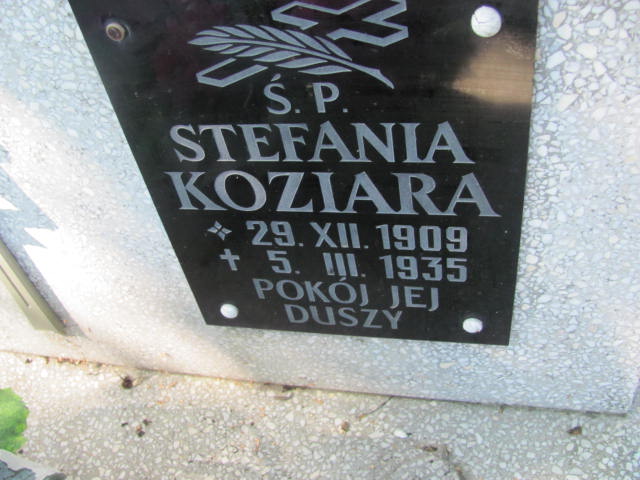 Ś. P.
STEFANIA
KOZIARA
29. XII. 1909
✝ 5. III. 1935
POKÓJ JEJ
DUSZY